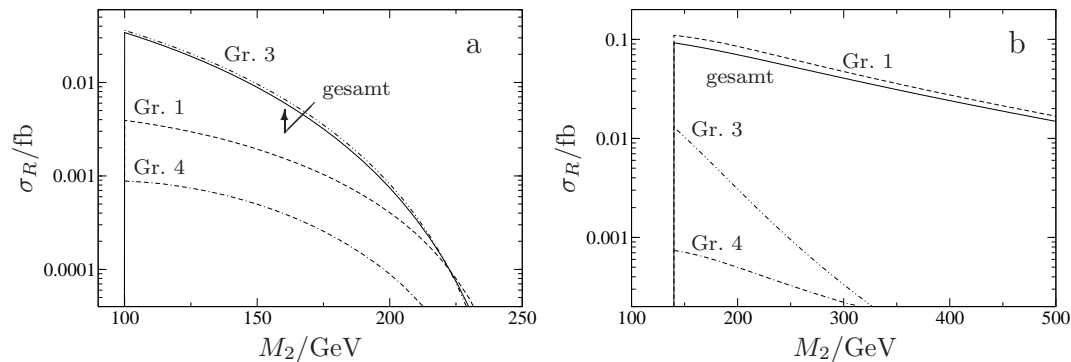 a
Gr. 3
gesamt
Gr. 1
Gr. 4
0.01
0.001
0.0001
σ_R/fb
100
150
200
250
M_2/GeV
b
Gr. 1
gesamt
Gr. 3
Gr. 4
0.1
0.01
0.001
σ_R/fb
100
200
300
400
500
M_2/GeV